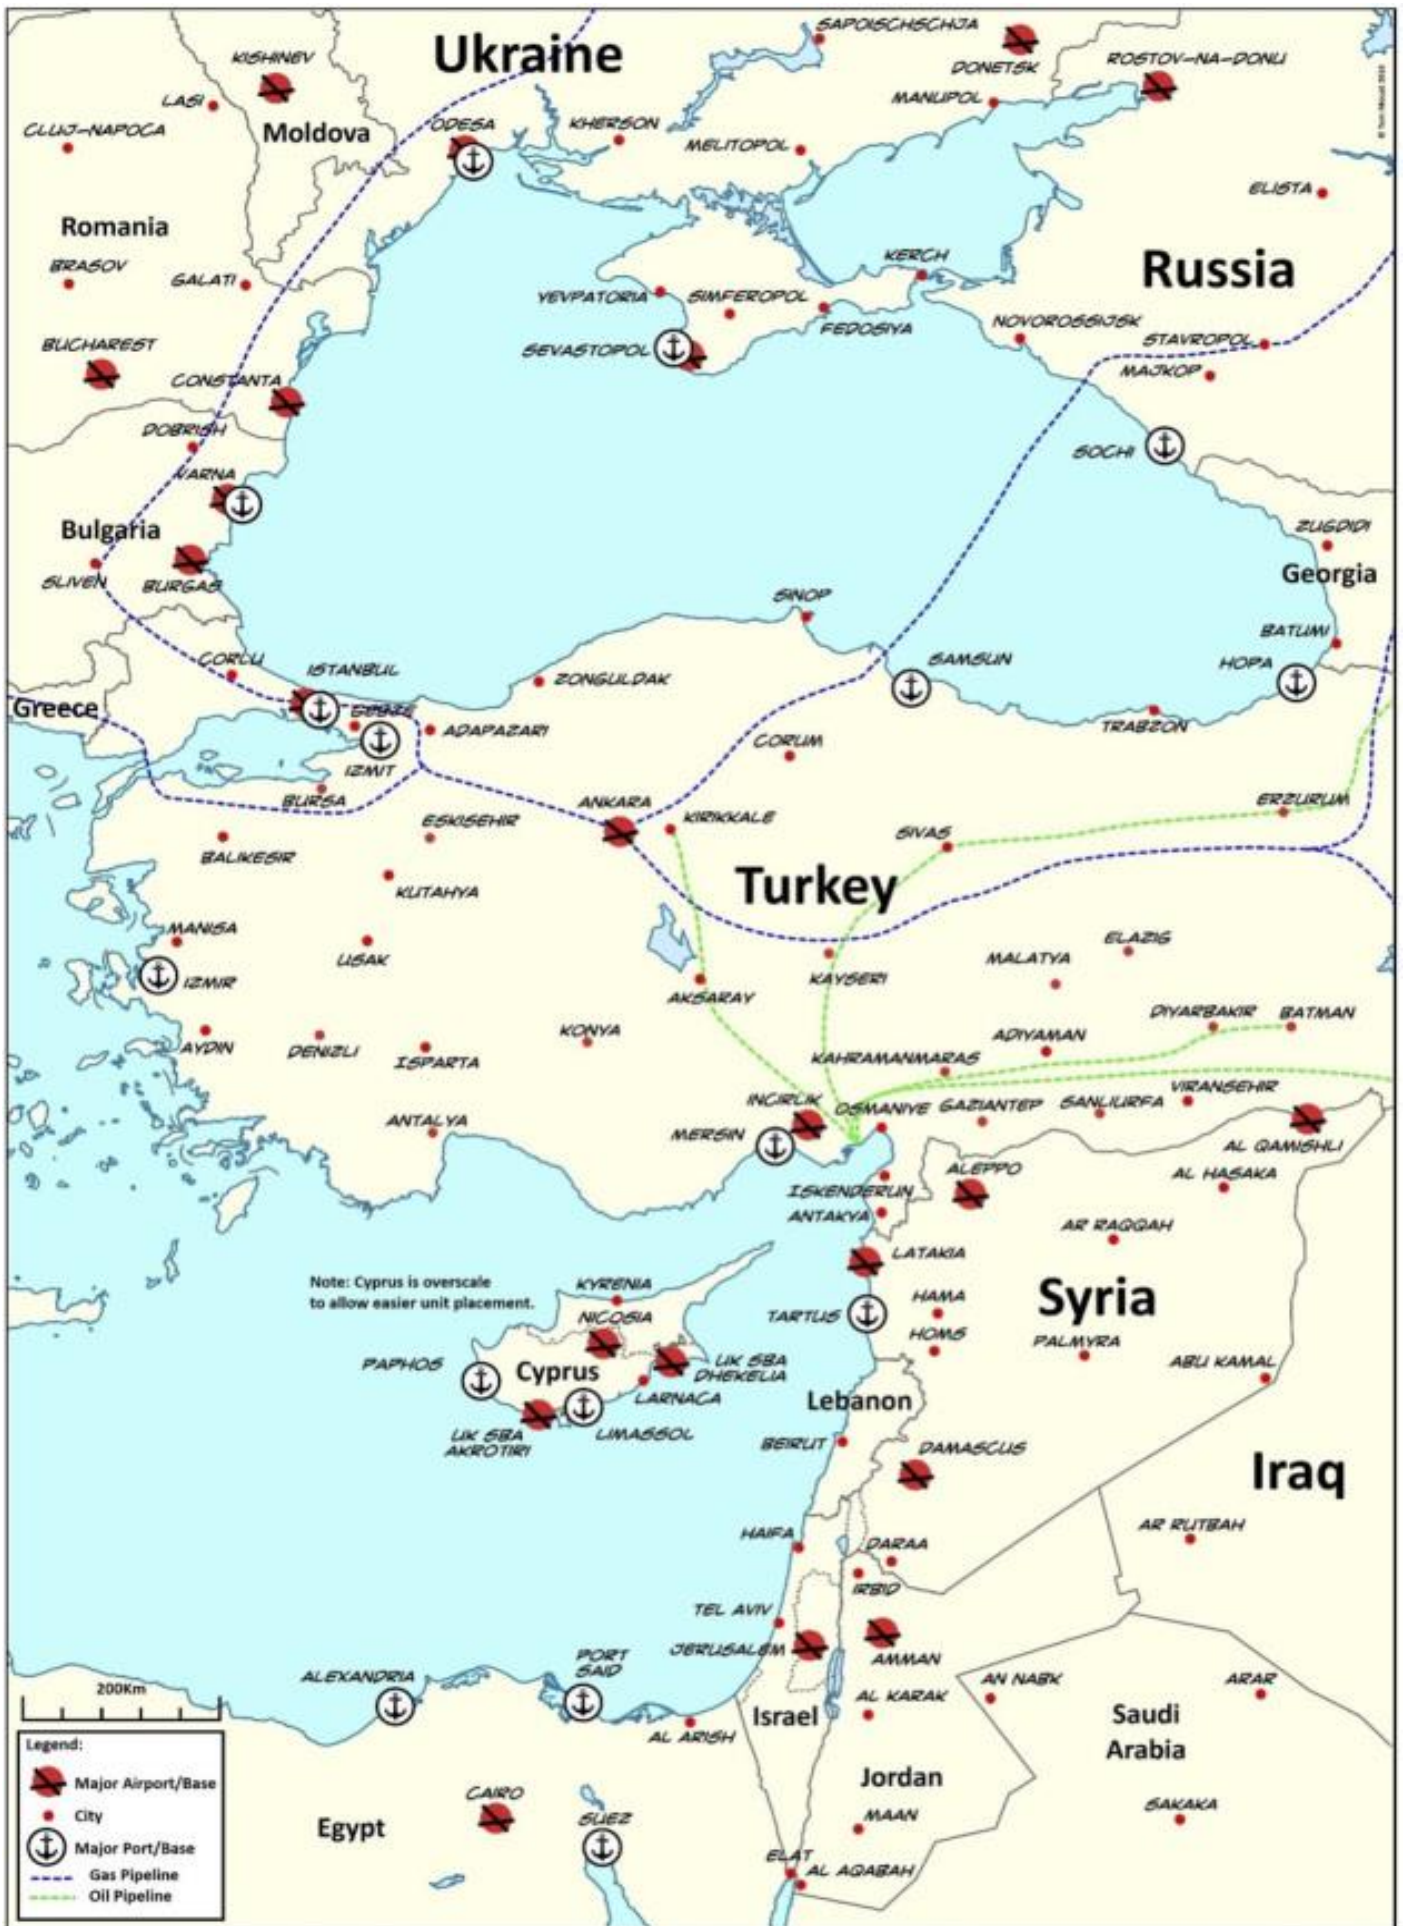 Ukraine
SAPOISCHSCHJA
DONETSK
ROSTOV-NA-DONU
KISHINEV
LASI
MANUPOL
CLUJ-NAPOCA
Moldova
ODESA
KHERSON
MELITOPOL
ELISTA
Romania
BRASOV
GALATI
KERCH
Russia
YEVPATORIA
SIMFEROPOL
FEDOSIYA
NOVOROSSIJSK
STAVROPOL
BUCHAREST
SEVASTOPOL
MAJKOP
CONSTANTA
DOBRISH
SOCHI
VARNA
Bulgaria
ZUGDIDI
SLIVEN
BURGAS
Georgia
SINOP
BATUMI
CORLU
ISTANBUL
ZONGULDAK
SAMSUN
HOPA
Greece
GEBZE
ADAPAZARI
TRABZON
CORUM
IZMIT
BURSA
ANKARA
KIRIKKALE
ERZURUM
ESKISEHIR
SIVAS
BALIKESIR
KUTAHYA
Turkey
MANISA
USAK
ELAZIG
MALATYA
IZMIR
KAYSERI
AKSARAY
DIYARBAKIR
BATMAN
AYDIN
DENIZLI
ISPARTA
KONYA
ADIYAMAN
KAHRAMANMARAS
VIRANSEHIR
INCIRLIK
OSMANIYE
GAZIANTEP
SANLIURFA
ANTALYA
MERSIN
AL QAMISHLI
ALEPPO
AL HASAKA
ISKENDERUN
ANTAKYA
AR RAQQAH
LATAKIA
Note: Cyprus is overscale
to allow easier unit placement.
KYRENIA
HAMA
Syria
NICOSIA
TARTUS
HOMS
PALMYRA
PAPHOS
Cyprus
UK SBA
DHEKELIA
ABU KAMAL
LARNACA
Lebanon
UK SBA
AKROTIRI
LIMASSOL
BEIRUT
DAMASCUS
Iraq
AR RUTBAH
HAIFA
DARAA
IRBID
TEL AVIV
JERUSALEM
AMMAN
PORT
SAID
ALEXANDRIA
AN NABK
ARAR
200Km
AL KARAK
Israel
Saudi
Arabia
AL ARISH
Legend:
Major Airport/Base
City
Major Port/Base
Gas Pipeline
Oil Pipeline
Jordan
CAIRO
SAKAKA
MAAN
Egypt
SUEZ
ELAT
AL AQABAH